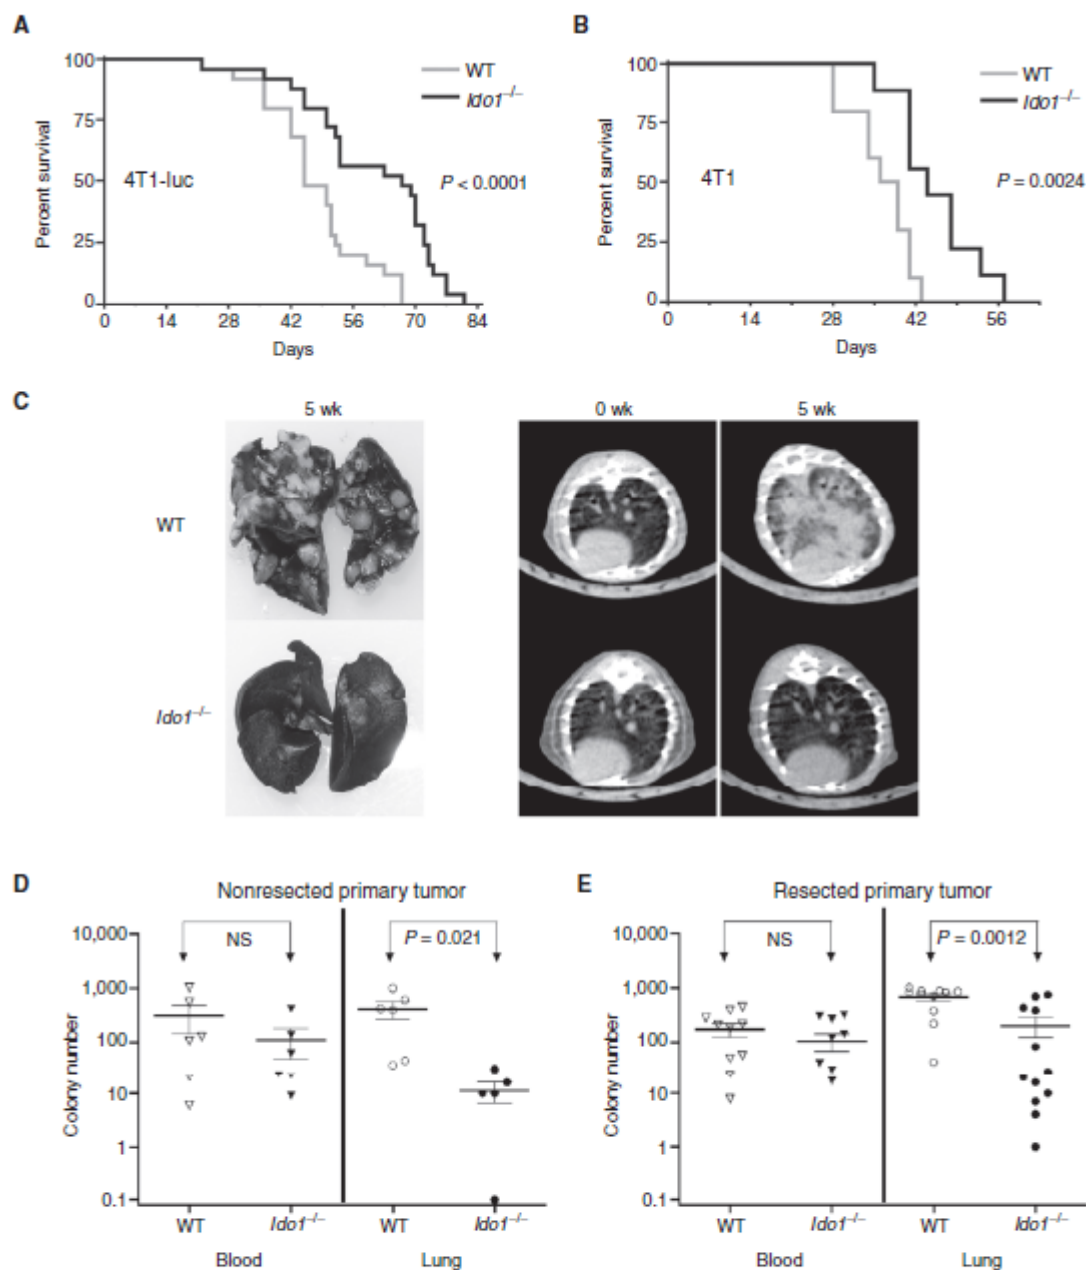 A
100
75
50
25
0
0 14 28 42 56 70 84
Percent survival
Days
WT
Ido1–/–
4T1-luc
P < 0.0001
B
100
75
50
25
0
0 14 28 42 56
Percent survival
Days
WT
Ido1–/–
4T1
P = 0.0024
C
5 wk
0 wk
5 wk
WT
Ido1–/–
D
Nonresected primary tumor
10,000
1,000
100
10
1
0.1
Colony number
NS
P = 0.021
WT Ido1–/– WT Ido1–/–
Blood Lung
E
Resected primary tumor
10,000
1,000
100
10
1
0.1
Colony number
NS
P = 0.0012
WT Ido1–/– WT Ido1–/–
Blood Lung